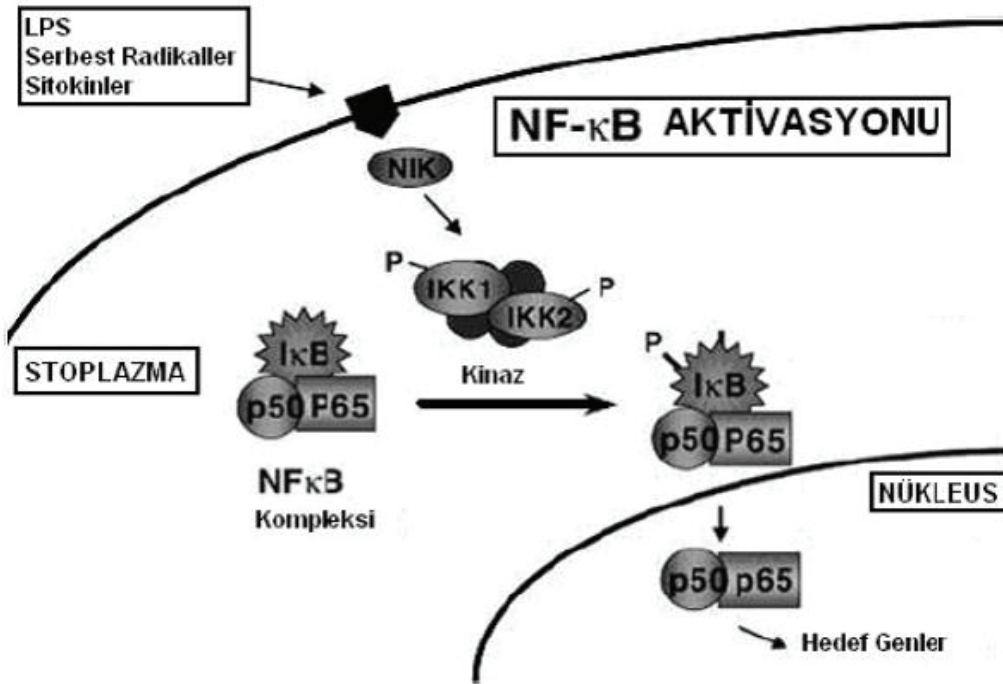 LPS
Serbest Radikaller
Sitokinler
NF-κB AKTİVASYONU
NIK
P
IKK1
P
IKK2
STOPLAZMA
IκB
p50 P65
NFκB
Kompleksi
Kinaz
P
IκB
p50 P65
NÜKLEUS
p50 p65
Hedef Genler